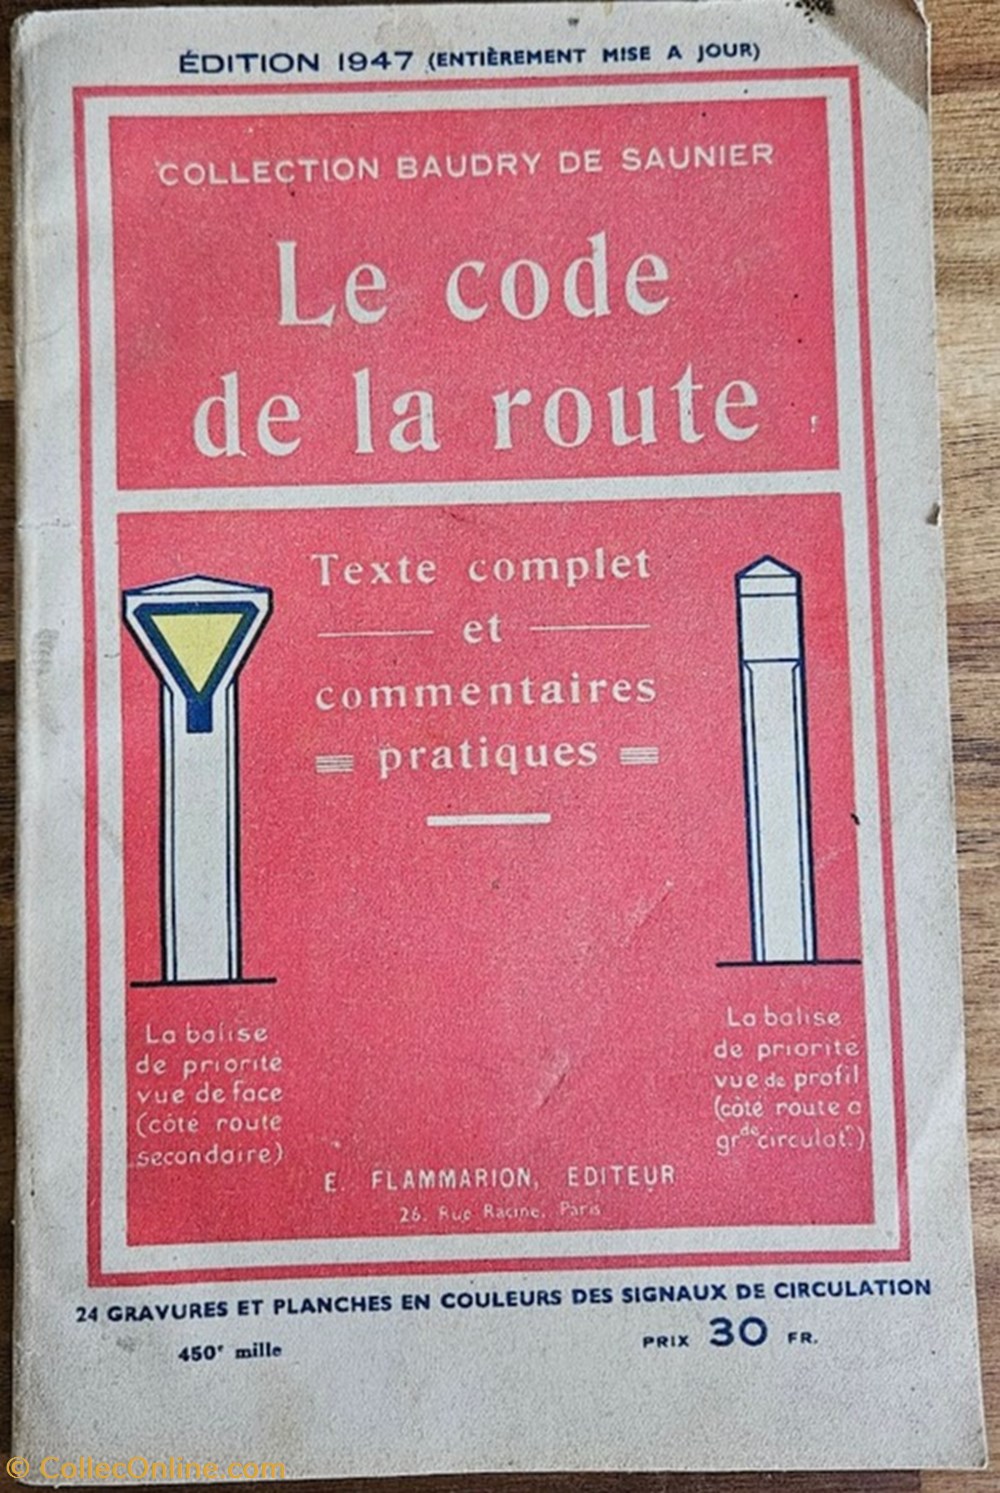 ÉDITION 1947 (ENTIÈREMENT MISE A JOUR)
COLLECTION BAUDRY DE SAUNIER
Le code
de la route
Texte complet
et
commentaires
pratiques
La balise
de priorité
vue de face
(côté route
secondaire)
La balise
de priorité
vue de profil
(côté route a
gr.de circulat.n)
E. FLAMMARION, EDITEUR
26, Rue Racine, Paris
24 GRAVURES ET PLANCHES EN COULEURS DES SIGNAUX DE CIRCULATION
450e mille
PRIX 30 FR.
© CollecOnline.com